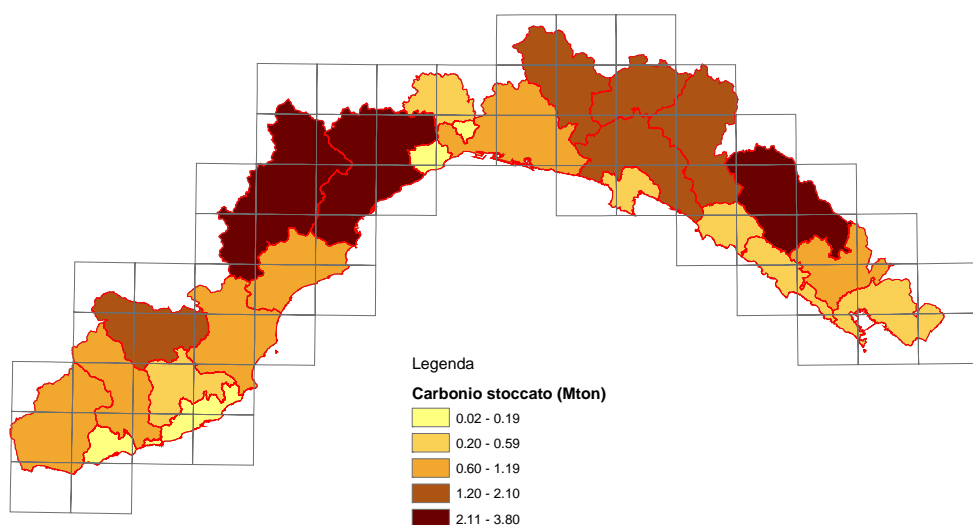 Legenda
Carbonio stoccato (Mton)
0.02 - 0.19
0.20 - 0.59
0.60 - 1.19
1.20 - 2.10
2.11 - 3.80